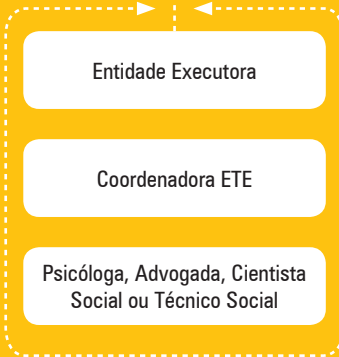 Entidade Executora
Coordenadora ETE
Psicóloga, Advogada, Cientista
Social ou Técnico Social